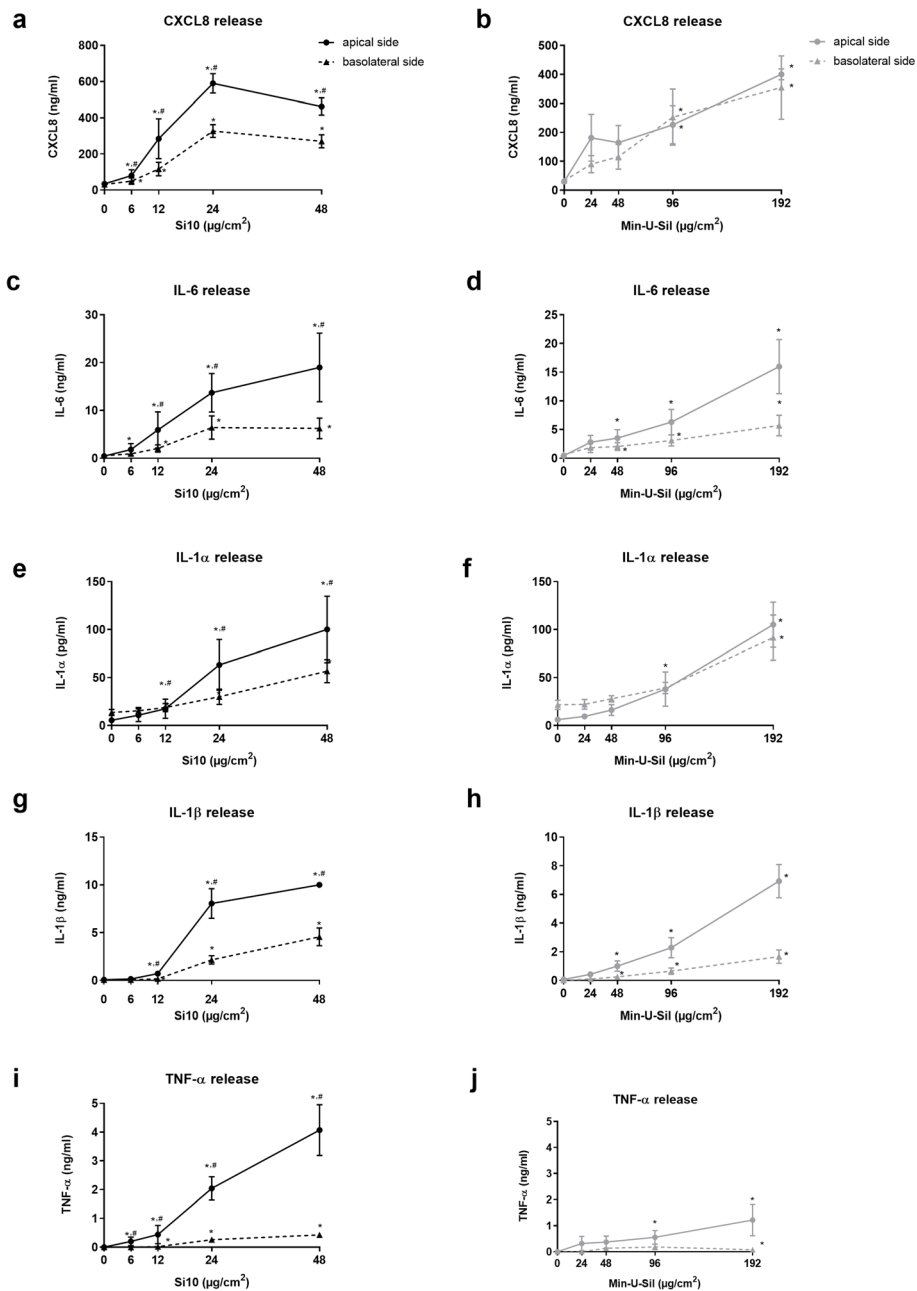 a
CXCL8 release
apical side
basolateral side
CXCL8 (ng/ml)
800
600
400
200
0
*,#
*,#
*,#
*,#
*
*
*
*
0 6 12 24 48
Si10 (µg/cm²)
b
CXCL8 release
apical side
basolateral side
CXCL8 (ng/ml)
500
400
300
200
100
0
*
*
*
*
0 24 48 96 192
Min-U-Sil (µg/cm²)
c
IL-6 release
IL-6 (ng/ml)
30
20
10
0
*
*,#
*,#
*,#
*
*
*
0 6 12 24 48
Si10 (µg/cm²)
d
IL-6 release
IL-6 (ng/ml)
25
20
15
10
5
0
*
*
*
*
*
*
0 24 48 96 192
Min-U-Sil (µg/cm²)
e
IL-1α release
IL-1α (pg/ml)
150
100
50
0
*,#
*,#
*,#
*
*
0 6 12 24 48
Si10 (µg/cm²)
f
IL-1α release
IL-1α (pg/ml)
150
100
50
0
*
*
*
0 24 48 96 192
Min-U-Sil (µg/cm²)
g
IL-1β release
IL-1β (ng/ml)
15
10
5
0
*,#
*,#
*,#
*
*
0 6 12 24 48
Si10 (µg/cm²)
h
IL-1β release
IL-1β (ng/ml)
10
8
6
4
2
0
*
*
*
*
*
*
0 24 48 96 192
Min-U-Sil (µg/cm²)
i
TNF-α release
TNF-α (ng/ml)
5
4
3
2
1
0
*,#
*,#
*,#
*,#
*
*
*
0 6 12 24 48
Si10 (µg/cm²)
j
TNF-α release
TNF-α (ng/ml)
5
4
3
2
1
0
*
*
*
0 24 48 96 192
Min-U-Sil (µg/cm²)